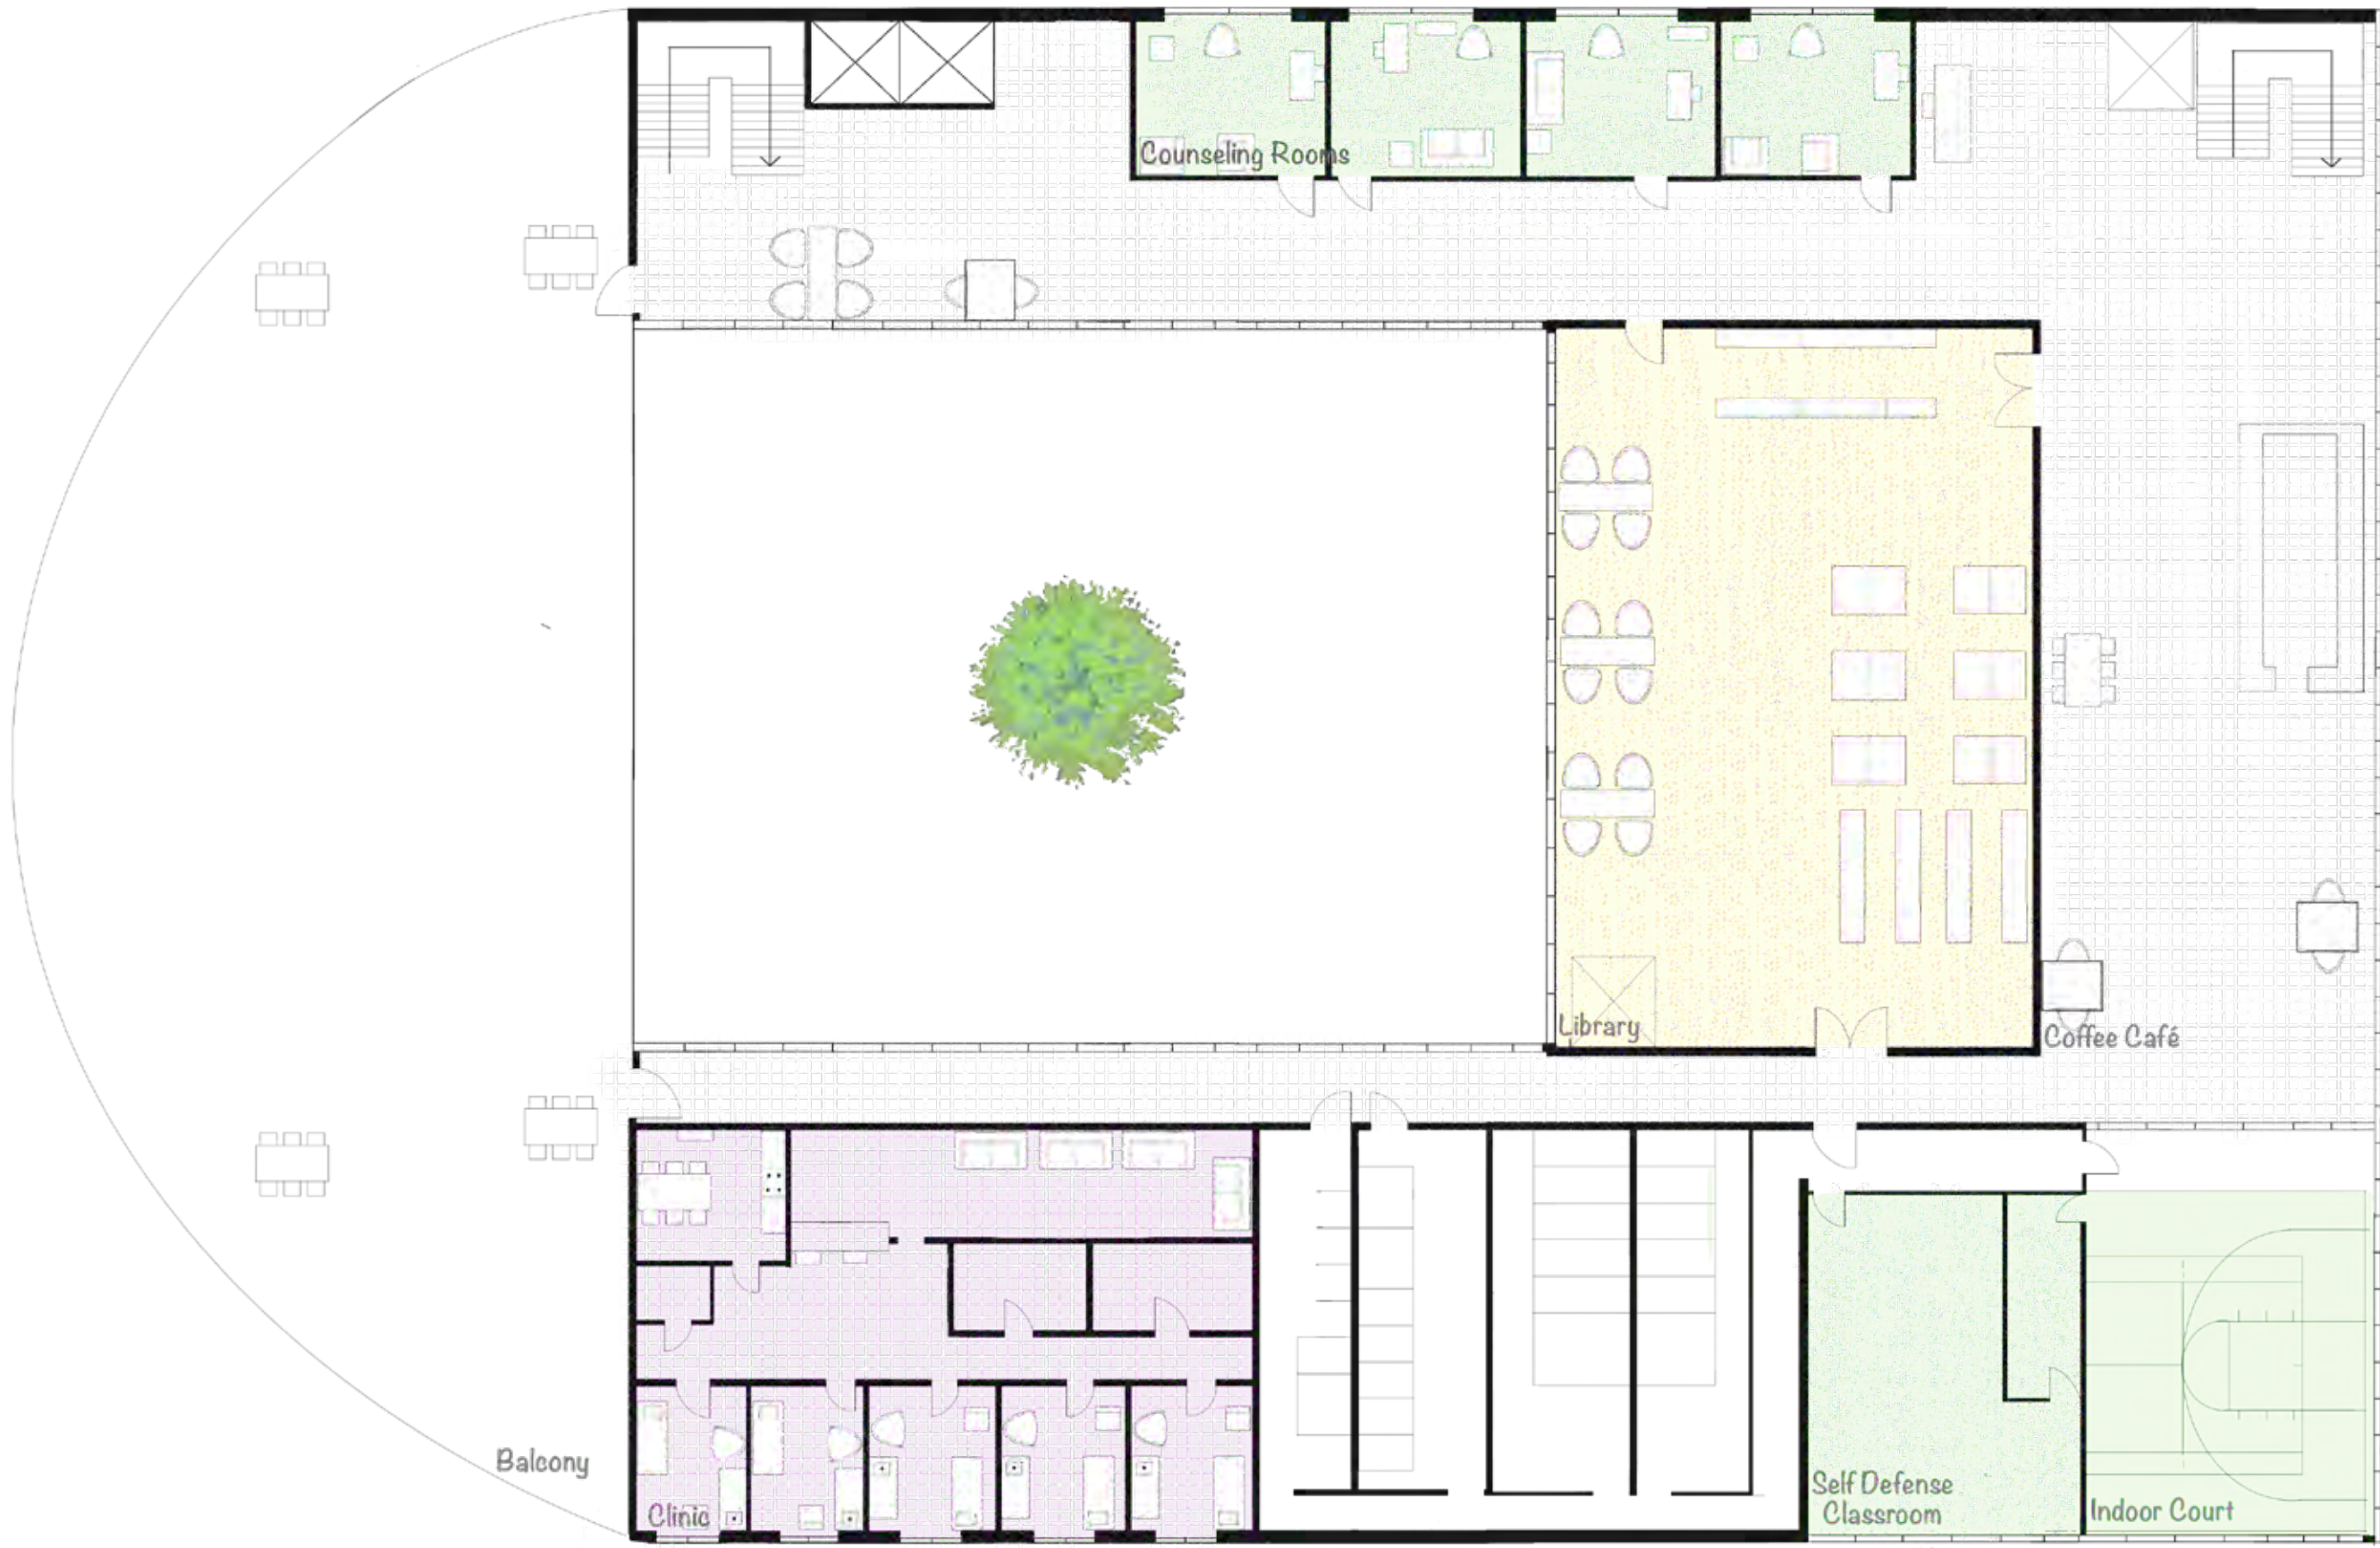 Counseling Rooms
Library
Coffee Café
Balcony
Clinic
Self Defense
Classroom
Indoor Court